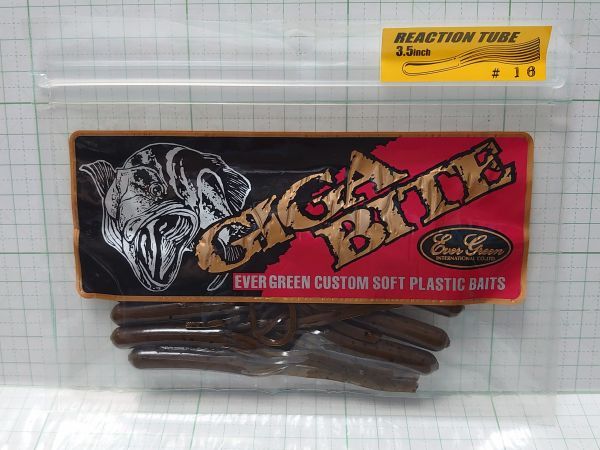 REACTION TUBE
3.5inch
# 16
GIGA
BITE
Ever Green
INTERNATIONAL CO.,LTD.
EVER GREEN CUSTOM SOFT PLASTIC BAITS